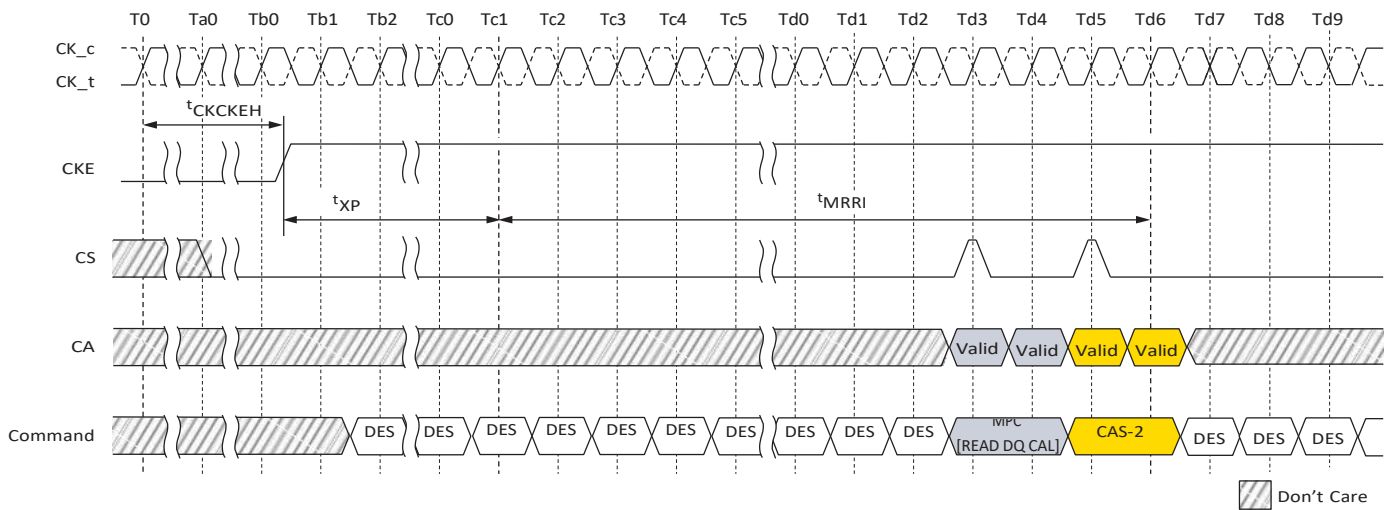 T0 Ta0 Tb0 Tb1 Tb2 Tc0 Tc1 Tc2 Tc3 Tc4 Tc5 Td0 Td1 Td2 Td3 Td4 Td5 Td6 Td7 Td8 Td9
CK_c
CK_t
tCKCKEH
CKE
tXP tMRRI
CS
CA Valid Valid Valid Valid
Command DES DES DES DES DES DES DES DES DES DES MPC [READ DQ CAL] CAS-2 DES DES DES
Don't Care